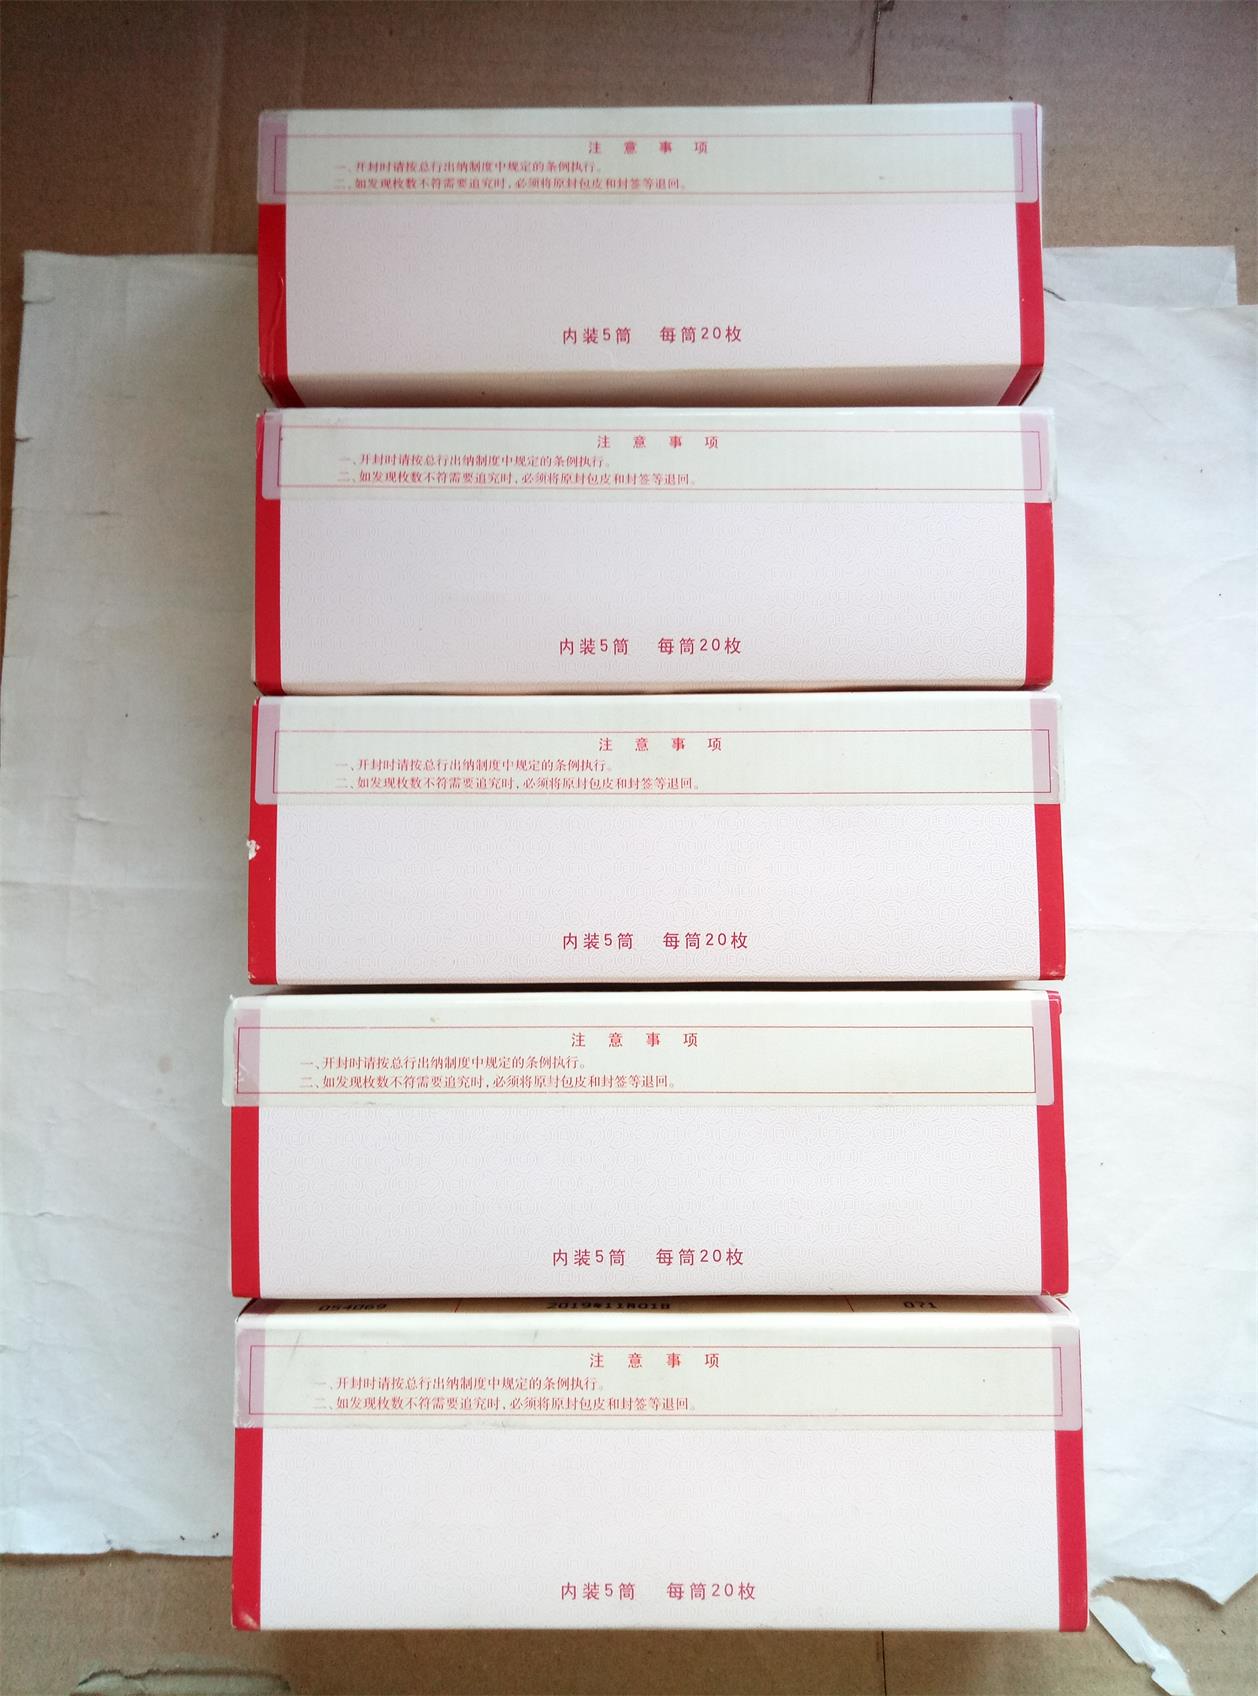 注意事项
一、开封时请按总行出纳制度中规定的条例执行。
二、如发现枚数不符需要追究时，必须将原封包皮和封签等退回。
内装5筒 每筒20枚
注意事项
一、开封时请按总行出纳制度中规定的条例执行。
二、如发现枚数不符需要追究时，必须将原封包皮和封签等退回。
内装5筒 每筒20枚
注意事项
一、开封时请按总行出纳制度中规定的条例执行。
二、如发现枚数不符需要追究时，必须将原封包皮和封签等退回。
内装5筒 每筒20枚
注意事项
一、开封时请按总行出纳制度中规定的条例执行。
二、如发现枚数不符需要追究时，必须将原封包皮和封签等退回。
内装5筒 每筒20枚
054069 2019年11月01日 071
注意事项
一、开封时请按总行出纳制度中规定的条例执行。
二、如发现枚数不符需要追究时，必须将原封包皮和封签等退回。
内装5筒 每筒20枚